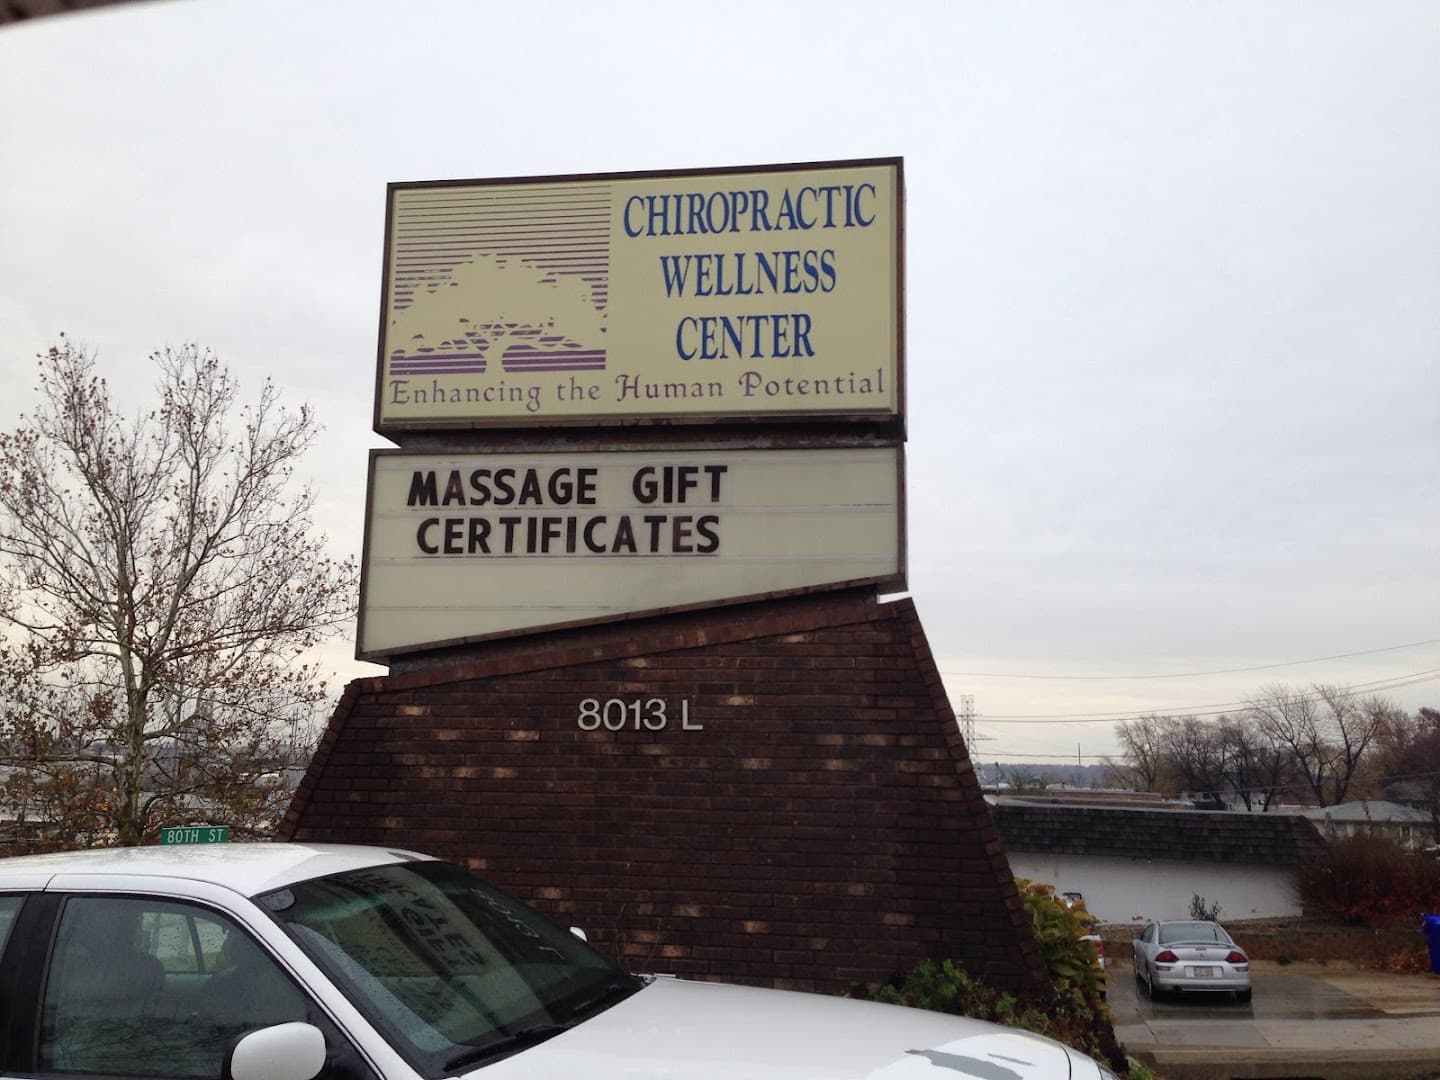 CHIROPRACTIC
WELLNESS
CENTER
Enhancing the Human Potential
MASSAGE GIFT
CERTIFICATES
8013 L
80TH ST